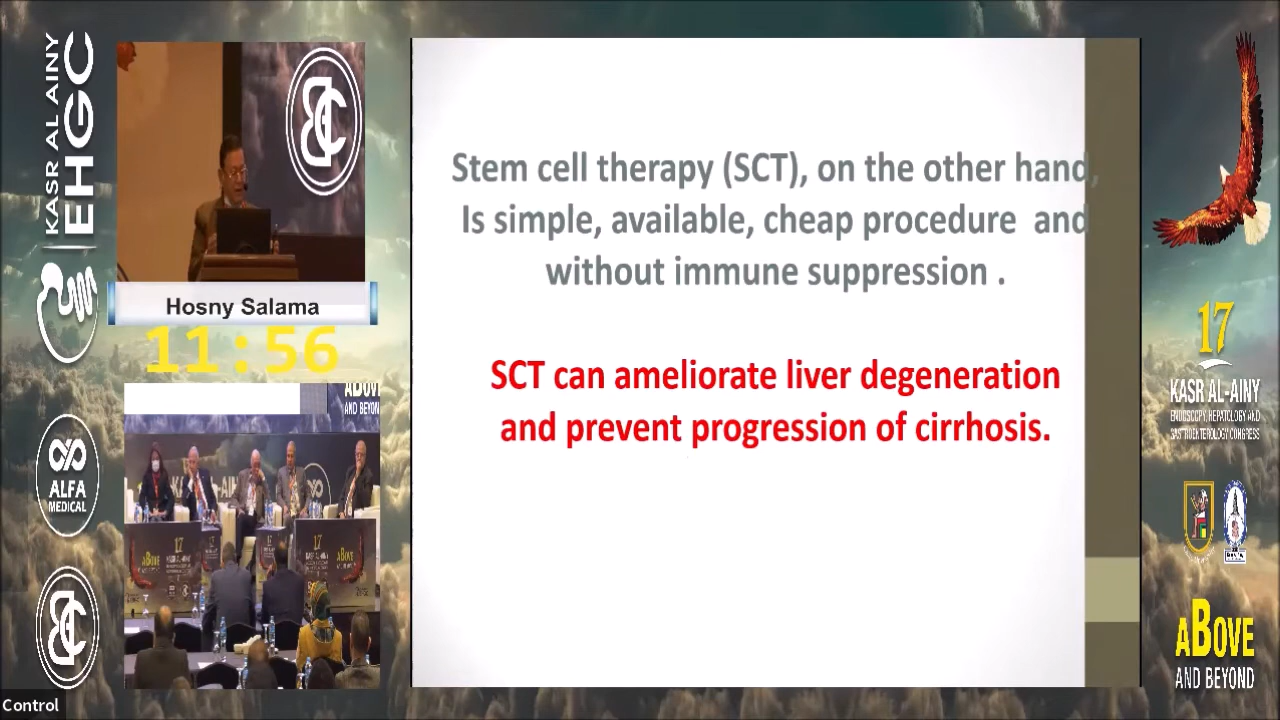 KASR AL AINY
EHGC
ALFA
MEDICAL
Hosny Salama
11:56
ABOVE
AND BEYON
Stem cell therapy (SCT), on the other hand,
Is simple, available, cheap procedure and
without immune suppression .
SCT can ameliorate liver degeneration
and prevent progression of cirrhosis.
17
KASR AL-AINY
ENDOSCOPY, HEPATOLOGY AND
GASTROENTEROLOGY CONGRESS
ABOVE
AND BEYOND
Control